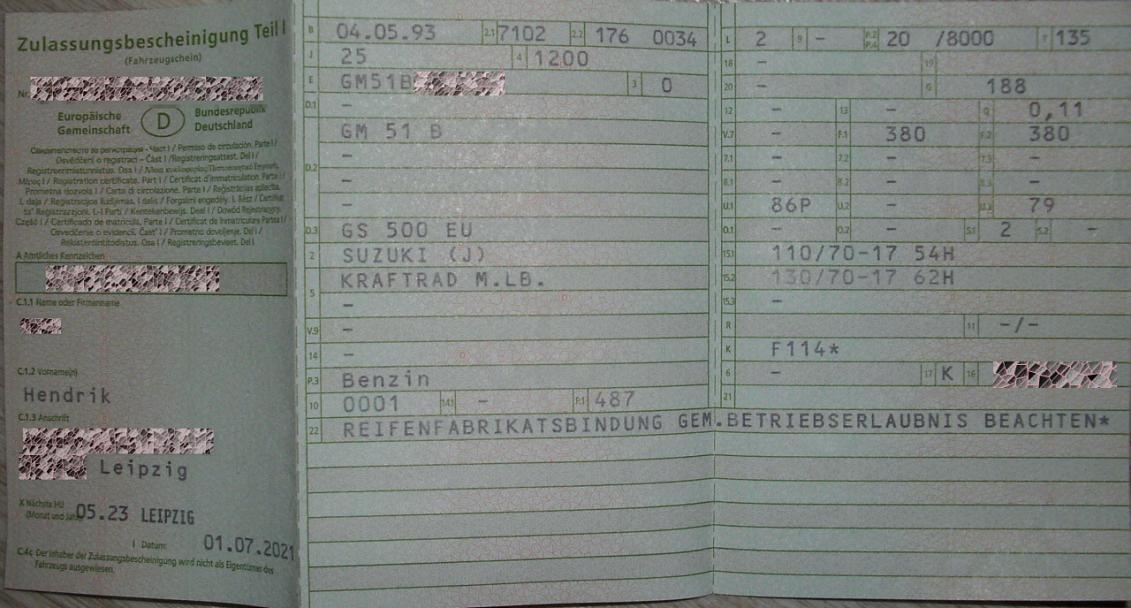 Zulassungsbescheinigung Teil I
(Fahrzeugschein)
Nr.
Europäische Gemeinschaft
D
Bundesrepublik Deutschland
A Amtliches Kennzeichen
C.1.1 Name oder Firmenname
C.1.2 Vorname(n)
Hendrik
C.1.3 Anschrift
Leipzig
X Nächste HU
(Monat und Jahr)
05.23 LEIPZIG
I Datum:
01.07.2021
C.4c Der Inhaber der Zulassungsbescheinigung wird nicht als Eigentümer des
Fahrzeugs ausgewiesen.
B 04.05.93 2.1 7102 2.2 176 0034
J 25 4 1200
E GM51B 3 0
D.1 -
GM 51 B
D.2 -
-
-
D.3 GS 500 EU
2 SUZUKI (J)
5 KRAFTRAD M.LB.
-
V.9 -
14 -
P.3 Benzin
10 0001 14.1 - P.1 487
22 REIFENFABRIKATSBINDUNG GEM.BETRIEBSERLAUBNIS BEACHTEN*
L 2 9 - P.2 P.4 20 /8000 T 135
18 - 19
20 - G 188
12 - 13 - Q 0,11
V.7 - F.1 380 F.2 380
7.1 - 7.2 - 7.3 -
8.1 - 8.2 - 8.3 -
U.1 86P U.2 - U.3 79
O.1 - O.2 - S.1 2 S.2 -
15.1 110/70-17 54H
15.2 130/70-17 62H
15.3 -
R 11 -/-
K F114*
6 - 17 K 16
21